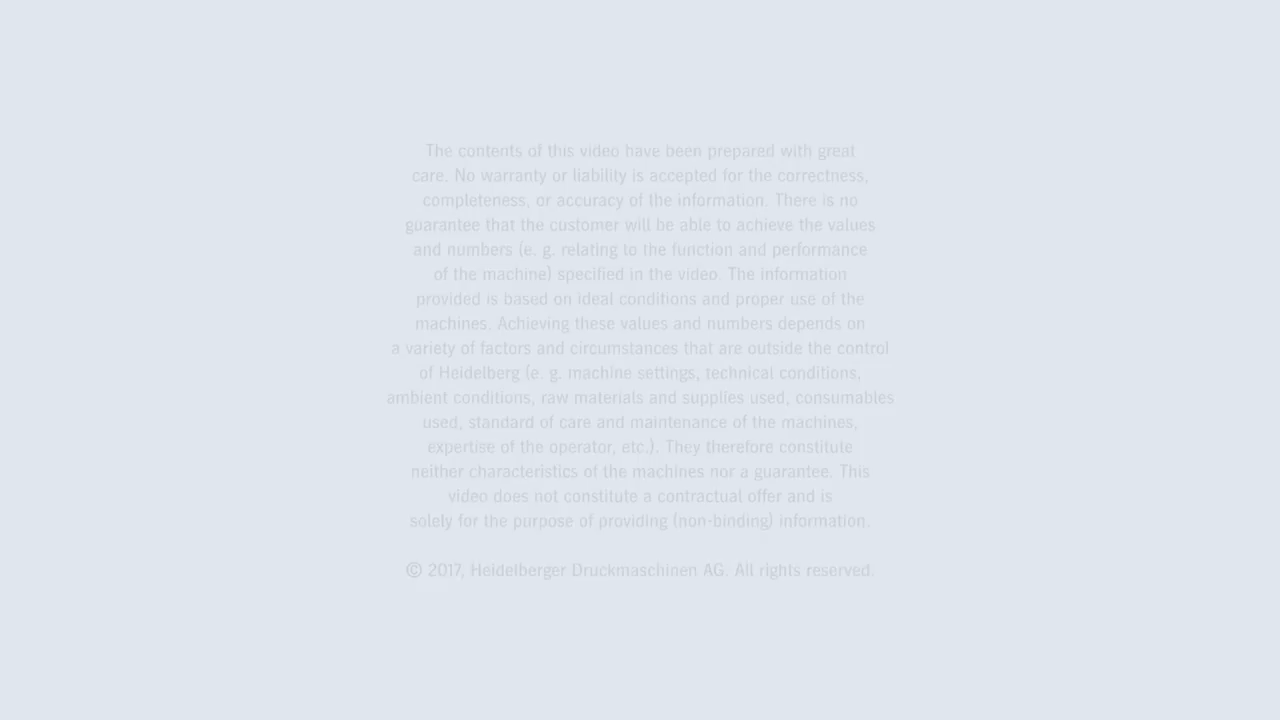 The contents of this video have been prepared with great
care. No warranty or liability is accepted for the correctness,
completeness, or accuracy of the information. There is no
guarantee that the customer will be able to achieve the values
and numbers (e. g. relating to the function and performance
of the machine) specified in the video. The information
provided is based on ideal conditions and proper use of the
machines. Achieving these values and numbers depends on
a variety of factors and circumstances that are outside the control
of Heidelberg (e. g. machine settings, technical conditions,
ambient conditions, raw materials and supplies used, consumables
used, standard of care and maintenance of the machines,
expertise of the operator, etc.). They therefore constitute
neither characteristics of the machines nor a guarantee. This
video does not constitute a contractual offer and is
solely for the purpose of providing (non-binding) information.
© 2017, Heidelberger Druckmaschinen AG. All rights reserved.